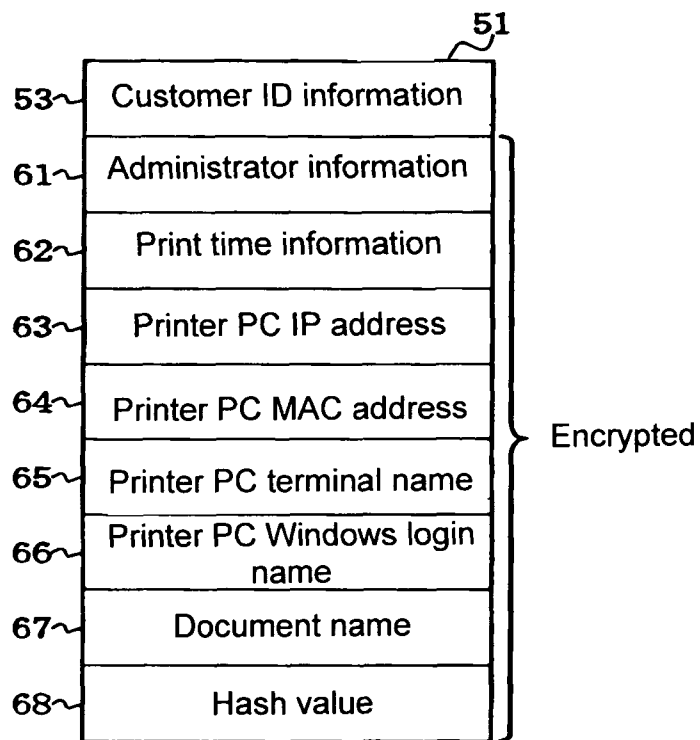 51
53 Customer ID information
61 Administrator information
62 Print time information
63 Printer PC IP address
64 Printer PC MAC address
Encrypted
65 Printer PC terminal name
66 Printer PC Windows login
name
67 Document name
68 Hash value